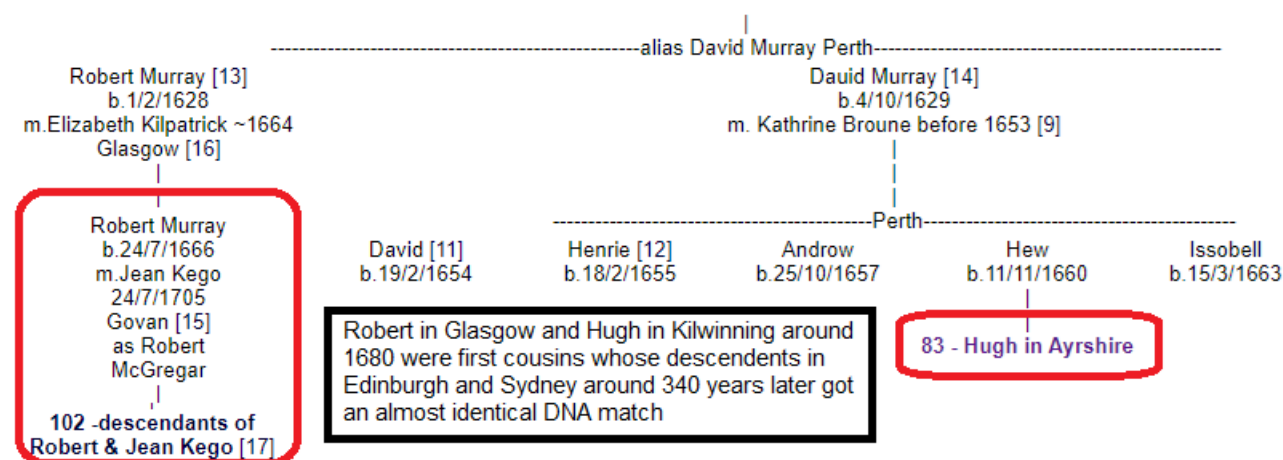 alias David Murray Perth
Robert Murray [13]
b.1/2/1628
m.Elizabeth Kilpatrick ~1664
Glasgow [16]
Dauid Murray [14]
b.4/10/1629
m. Kathrine Broune before 1653 [9]
Robert Murray
b.24/7/1666
m.Jean Kego
24/7/1705
Govan [15]
as Robert
McGregar
102 -descendants of
Robert & Jean Kego [17]
Perth
David [11]
b.19/2/1654
Henrie [12]
b.18/2/1655
Androw
b.25/10/1657
Hew
b.11/11/1660
Issobell
b.15/3/1663
83 - Hugh in Ayrshire
Robert in Glasgow and Hugh in Kilwinning around
1680 were first cousins whose descendents in
Edinburgh and Sydney around 340 years later got
an almost identical DNA match